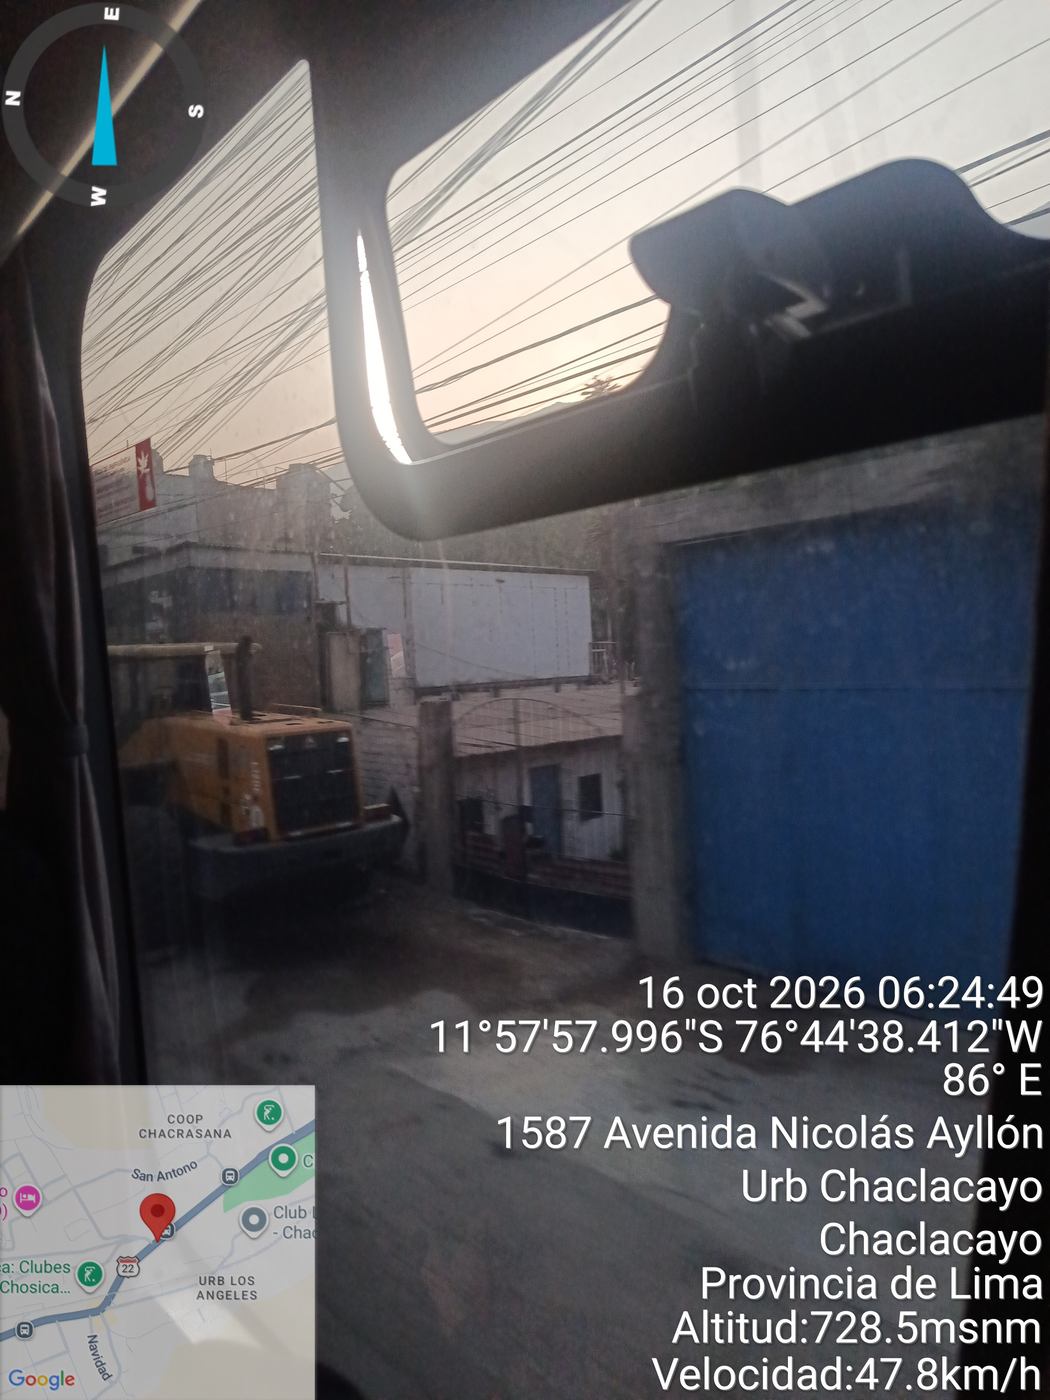 E
N
S
W
16 oct 2026 06:24:49
11°57'57.996"S 76°44'38.412"W
86° E
1587 Avenida Nicolás Ayllón
Urb Chaclacayo
Chaclacayo
Provincia de Lima
Altitud:728.5msnm
Velocidad:47.8km/h
COOP
CHACRASANA
San Antono
C
Club L
- Chac
22
a: Clubes
Chosica...
URB LOS
ANGELES
Navidad
Google